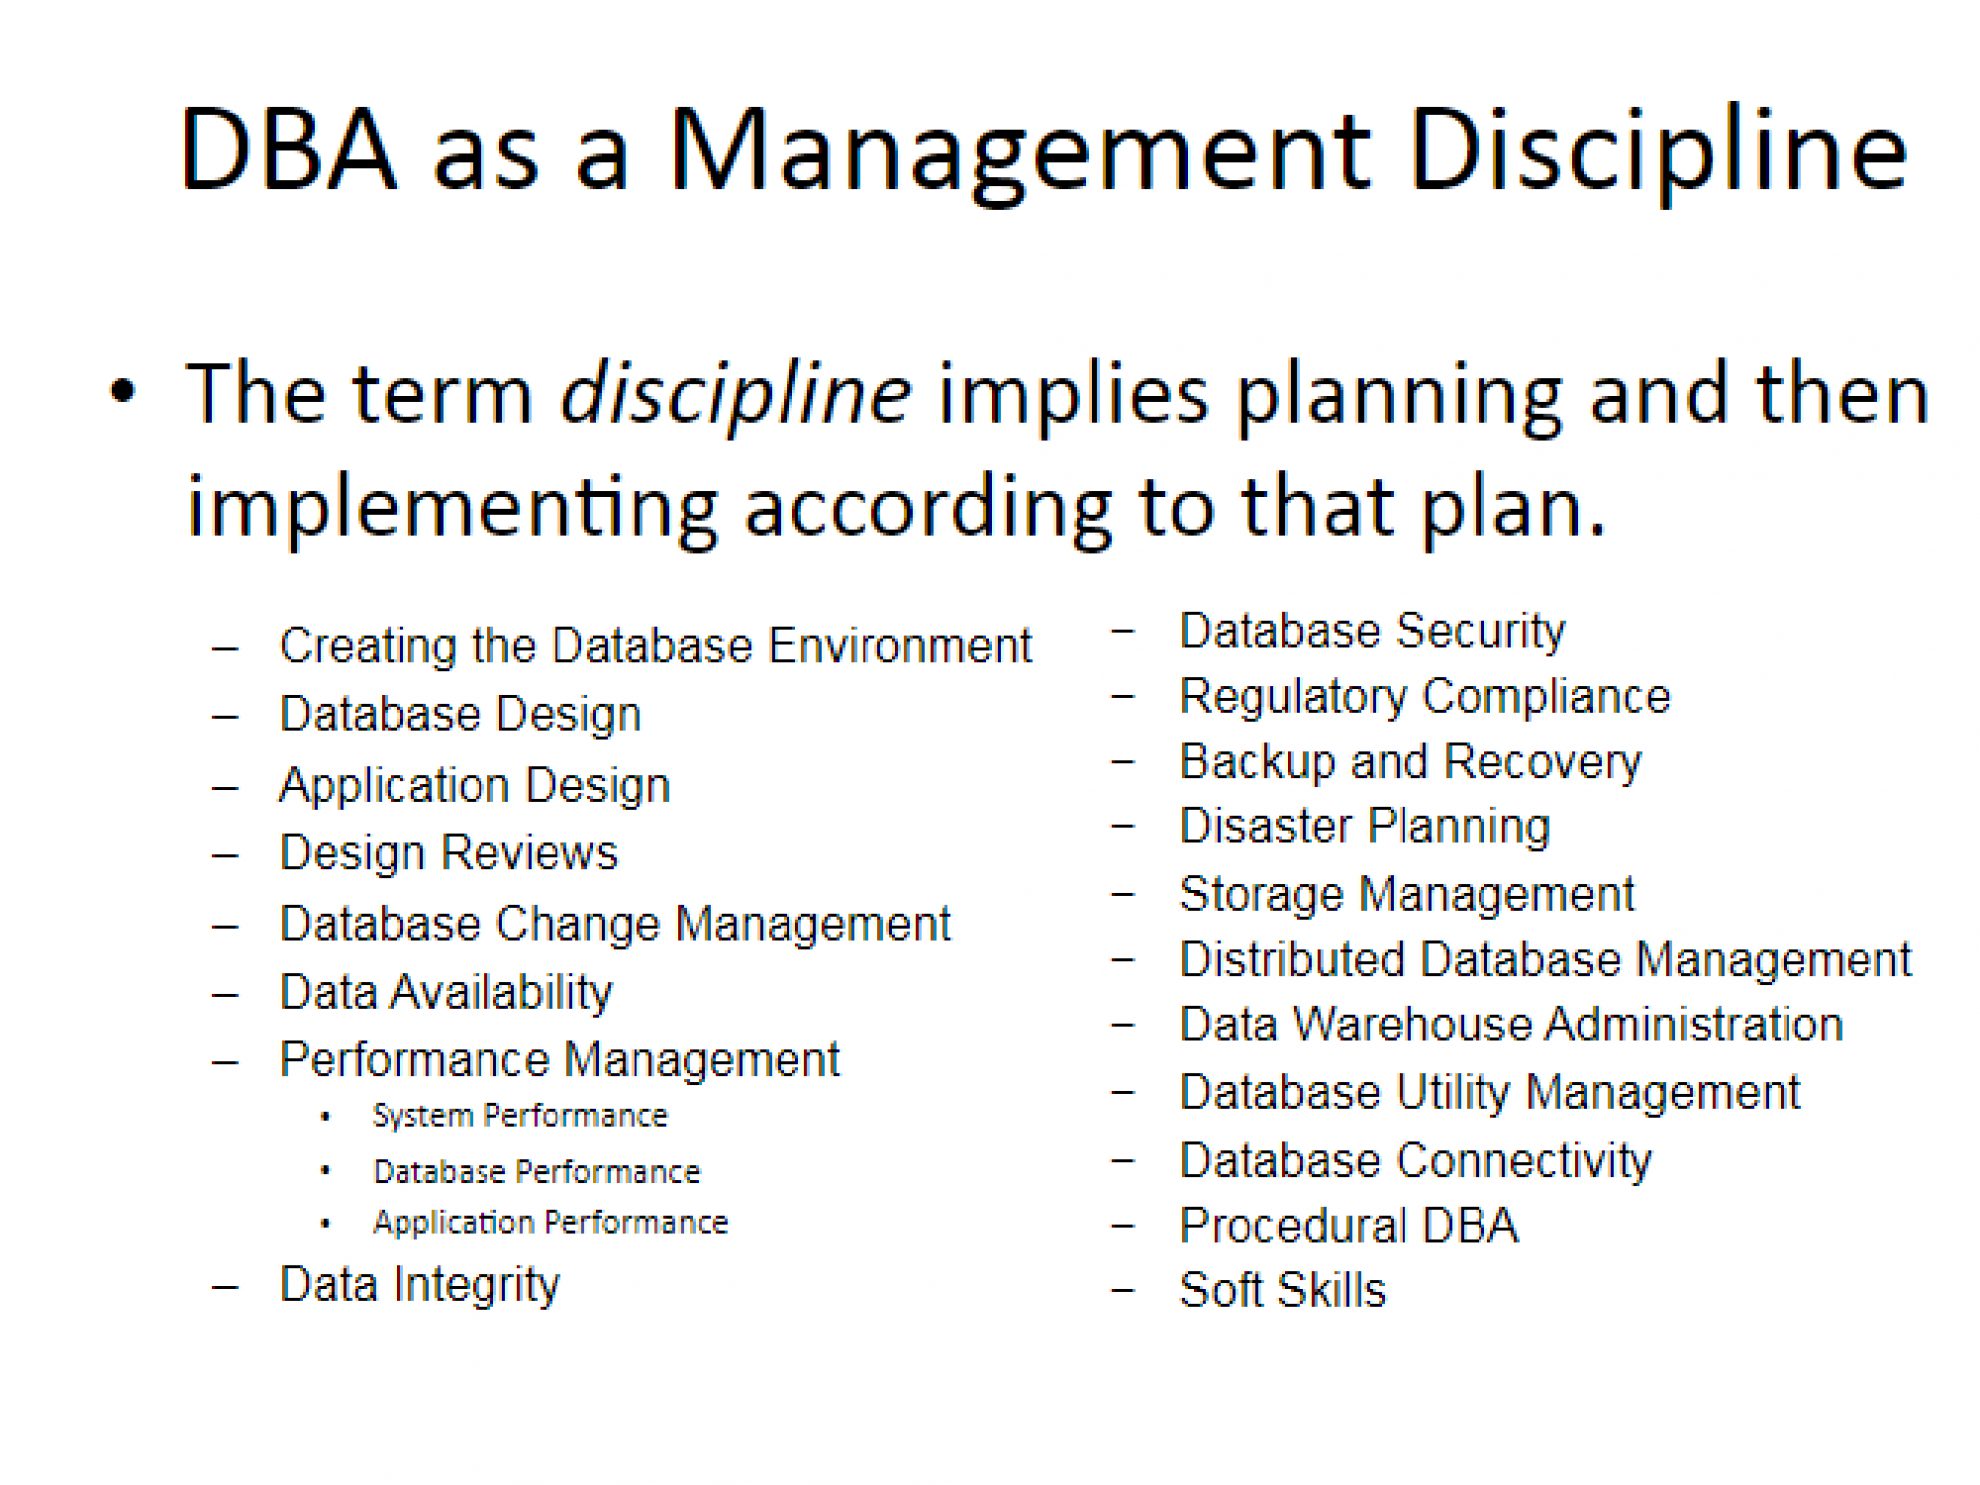 DBA as a Management Discipline
• The term discipline implies planning and then
implementing according to that plan.
– Creating the Database Environment
– Database Design
– Application Design
– Design Reviews
– Database Change Management
– Data Availability
– Performance Management
• System Performance
• Database Performance
• Application Performance
– Data Integrity
– Database Security
– Regulatory Compliance
– Backup and Recovery
– Disaster Planning
– Storage Management
– Distributed Database Management
– Data Warehouse Administration
– Database Utility Management
– Database Connectivity
– Procedural DBA
– Soft Skills